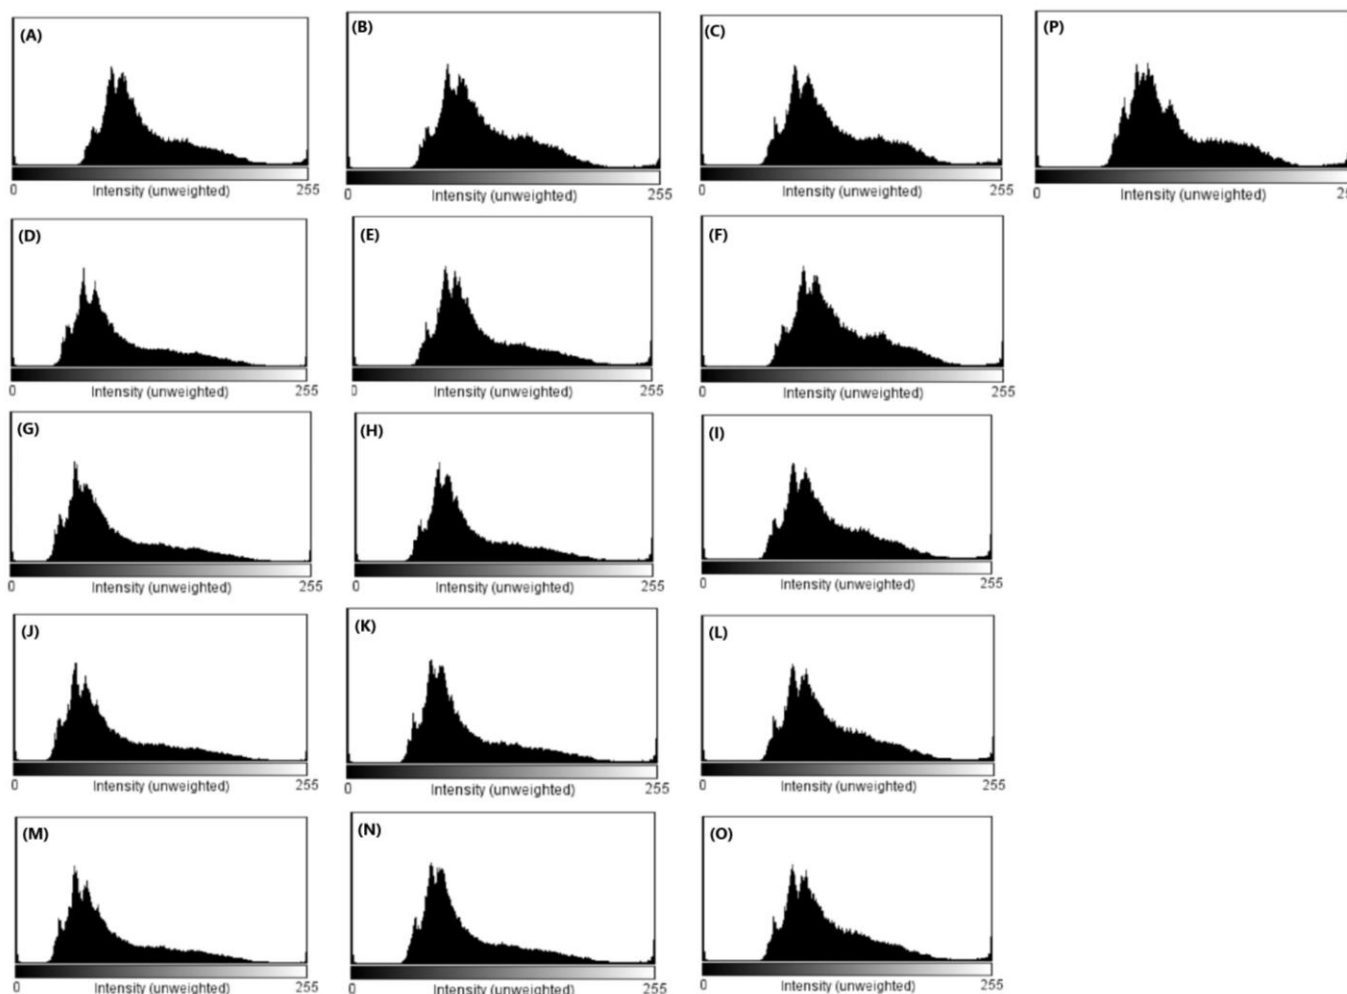 (A)
0 Intensity (unweighted) 255
(B)
0 Intensity (unweighted) 255
(C)
0 Intensity (unweighted) 255
(P)
0 Intensity (unweighted) 25
(D)
0 Intensity (unweighted) 255
(E)
0 Intensity (unweighted) 255
(F)
0 Intensity (unweighted) 255
(G)
0 Intensity (unweighted) 255
(H)
0 Intensity (unweighted) 255
(I)
0 Intensity (unweighted) 255
(J)
0 Intensity (unweighted) 255
(K)
0 Intensity (unweighted) 255
(L)
0 Intensity (unweighted) 255
(M)
0 Intensity (unweighted) 255
(N)
0 Intensity (unweighted) 255
(O)
0 Intensity (unweighted) 255